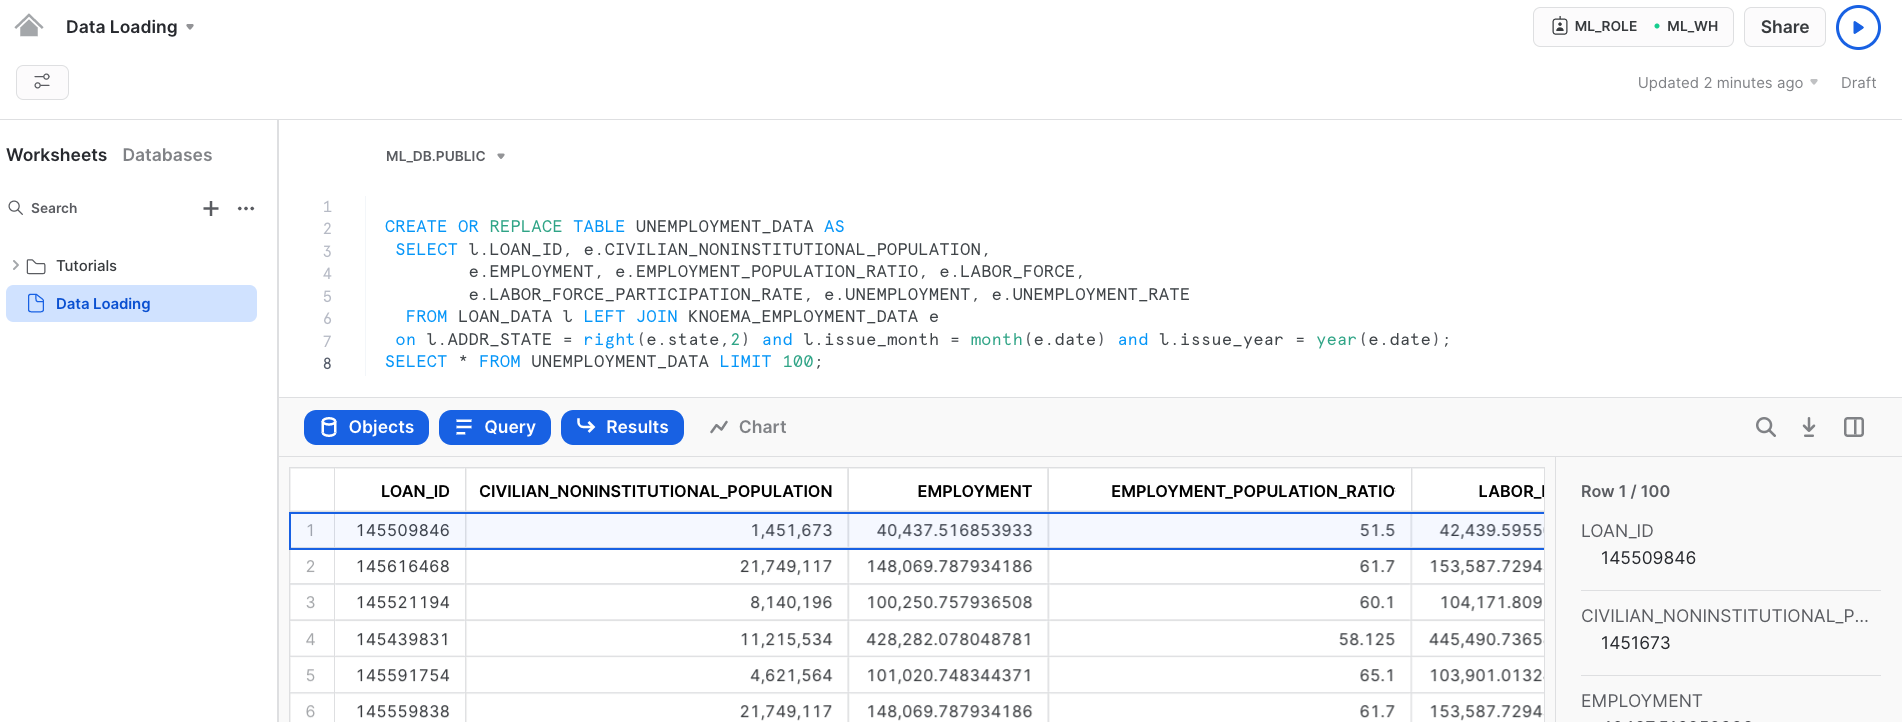 Data Loading
ML_ROLE ML_WH Share
Updated 2 minutes ago Draft
Worksheets Databases
Search
Tutorials
Data Loading
ML_DB.PUBLIC
1
2 CREATE OR REPLACE TABLE UNEMPLOYMENT_DATA AS
3 SELECT l.LOAN_ID, e.CIVILIAN_NONINSTITUTIONAL_POPULATION,
4 e.EMPLOYMENT, e.EMPLOYMENT_POPULATION_RATIO, e.LABOR_FORCE,
5 e.LABOR_FORCE_PARTICIPATION_RATE, e.UNEMPLOYMENT, e.UNEMPLOYMENT_RATE
6 FROM LOAN_DATA l LEFT JOIN KNOEMA_EMPLOYMENT_DATA e
7 on l.ADDR_STATE = right(e.state,2) and l.issue_month = month(e.date) and l.issue_year = year(e.date);
8 SELECT * FROM UNEMPLOYMENT_DATA LIMIT 100;
Objects Query Results Chart
LOAN_ID CIVILIAN_NONINSTITUTIONAL_POPULATION EMPLOYMENT EMPLOYMENT_POPULATION_RATIO LABOR_
1 145509846 1,451,673 40,437.516853933 51.5 42,439.5955
2 145616468 21,749,117 148,069.787934186 61.7 153,587.7294
3 145521194 8,140,196 100,250.757936508 60.1 104,171.809
4 145439831 11,215,534 428,282.078048781 58.125 445,490.7365
5 145591754 4,621,564 101,020.748344371 65.1 103,901.0132
6 145559838 21,749,117 148,069.787934186 61.7 153,587.7294
Row 1 / 100
LOAN_ID
145509846
CIVILIAN_NONINSTITUTIONAL_P...
1451673
EMPLOYMENT